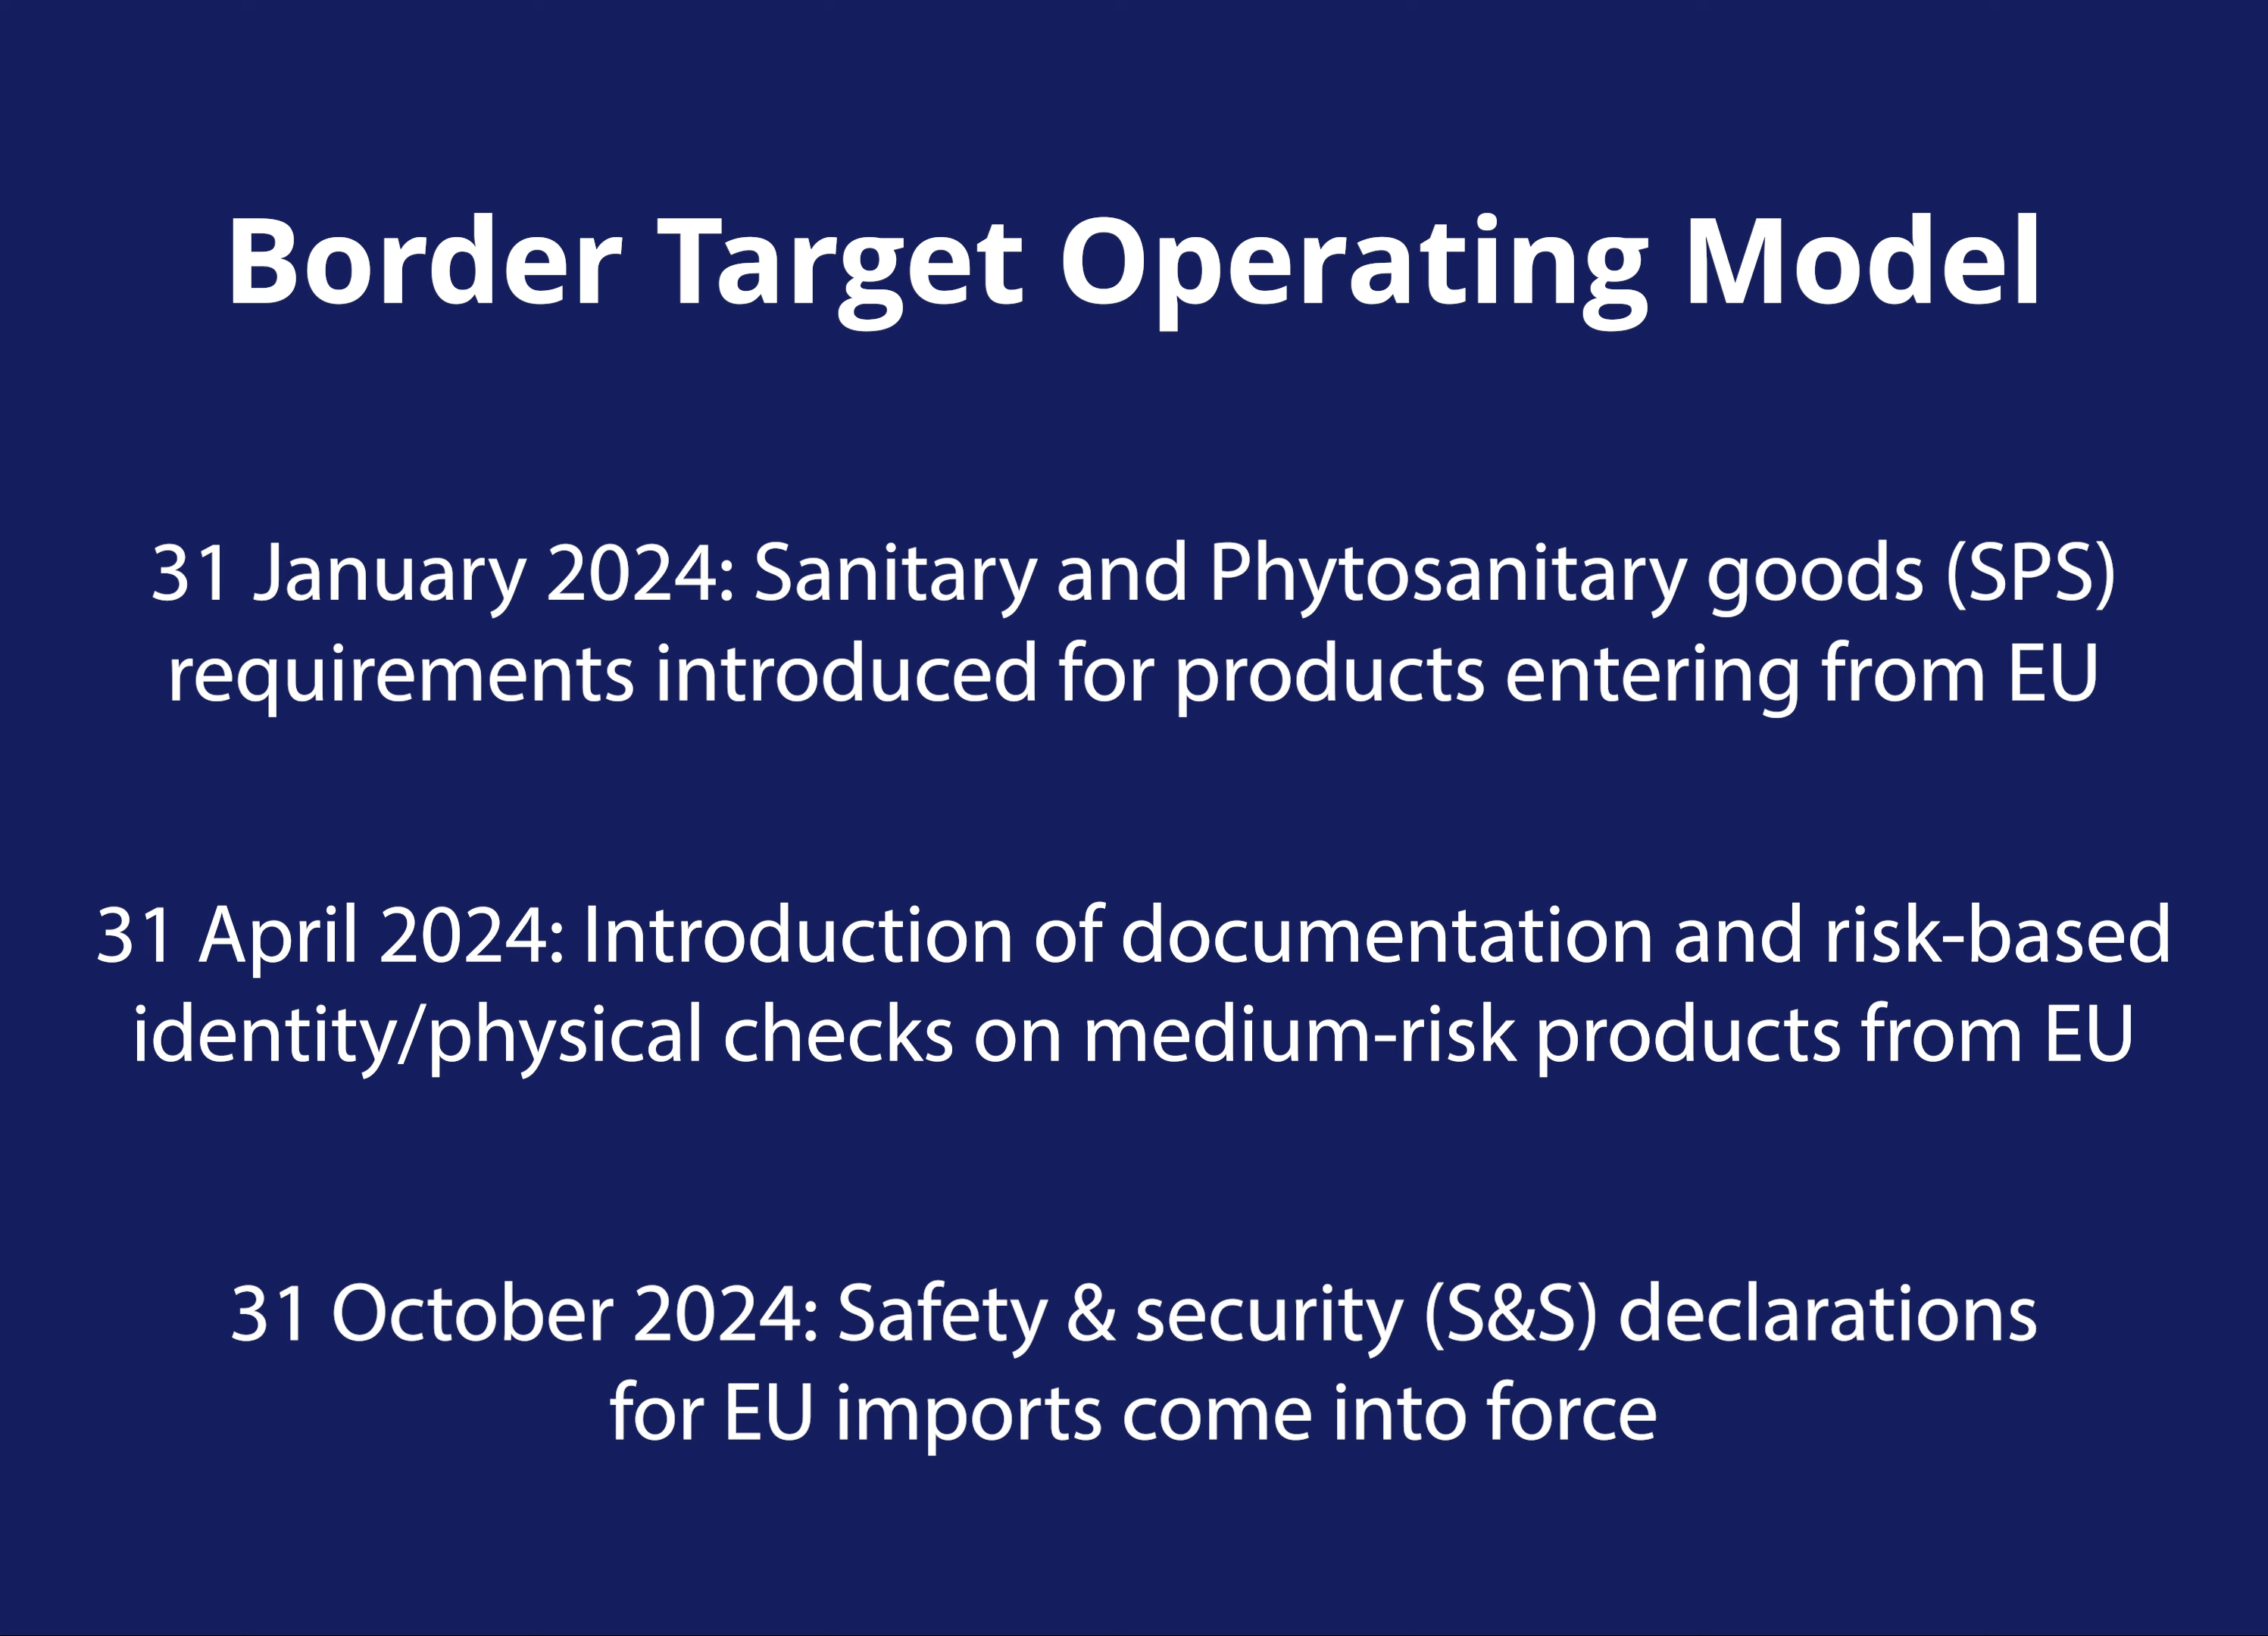 Border Target Operating Model
31 January 2024: Sanitary and Phytosanitary goods (SPS)
requirements introduced for products entering from EU
31 April 2024: Introduction of documentation and risk-based
identity/physical checks on medium-risk products from EU
31 October 2024: Safety & security (S&S) declarations
for EU imports come into force